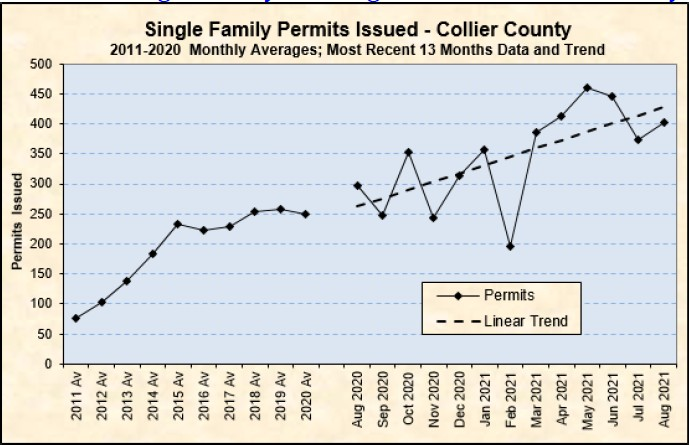 Single Family Permits Issued - Collier County
2011-2020 Monthly Averages; Most Recent 13 Months Data and Trend
500
450
400
350
300
250
200
150
100
50
0
Permits Issued
Permits
Linear Trend
2011 Av
2012 Av
2013 Av
2014 Av
2015 Av
2016 Av
2017 Av
2018 Av
2019 Av
2020 Av
Aug 2020
Sep 2020
Oct 2020
Nov 2020
Dec 2020
Jan 2021
Feb 2021
Mar 2021
Apr 2021
May 2021
Jun 2021
Jul 2021
Aug 2021